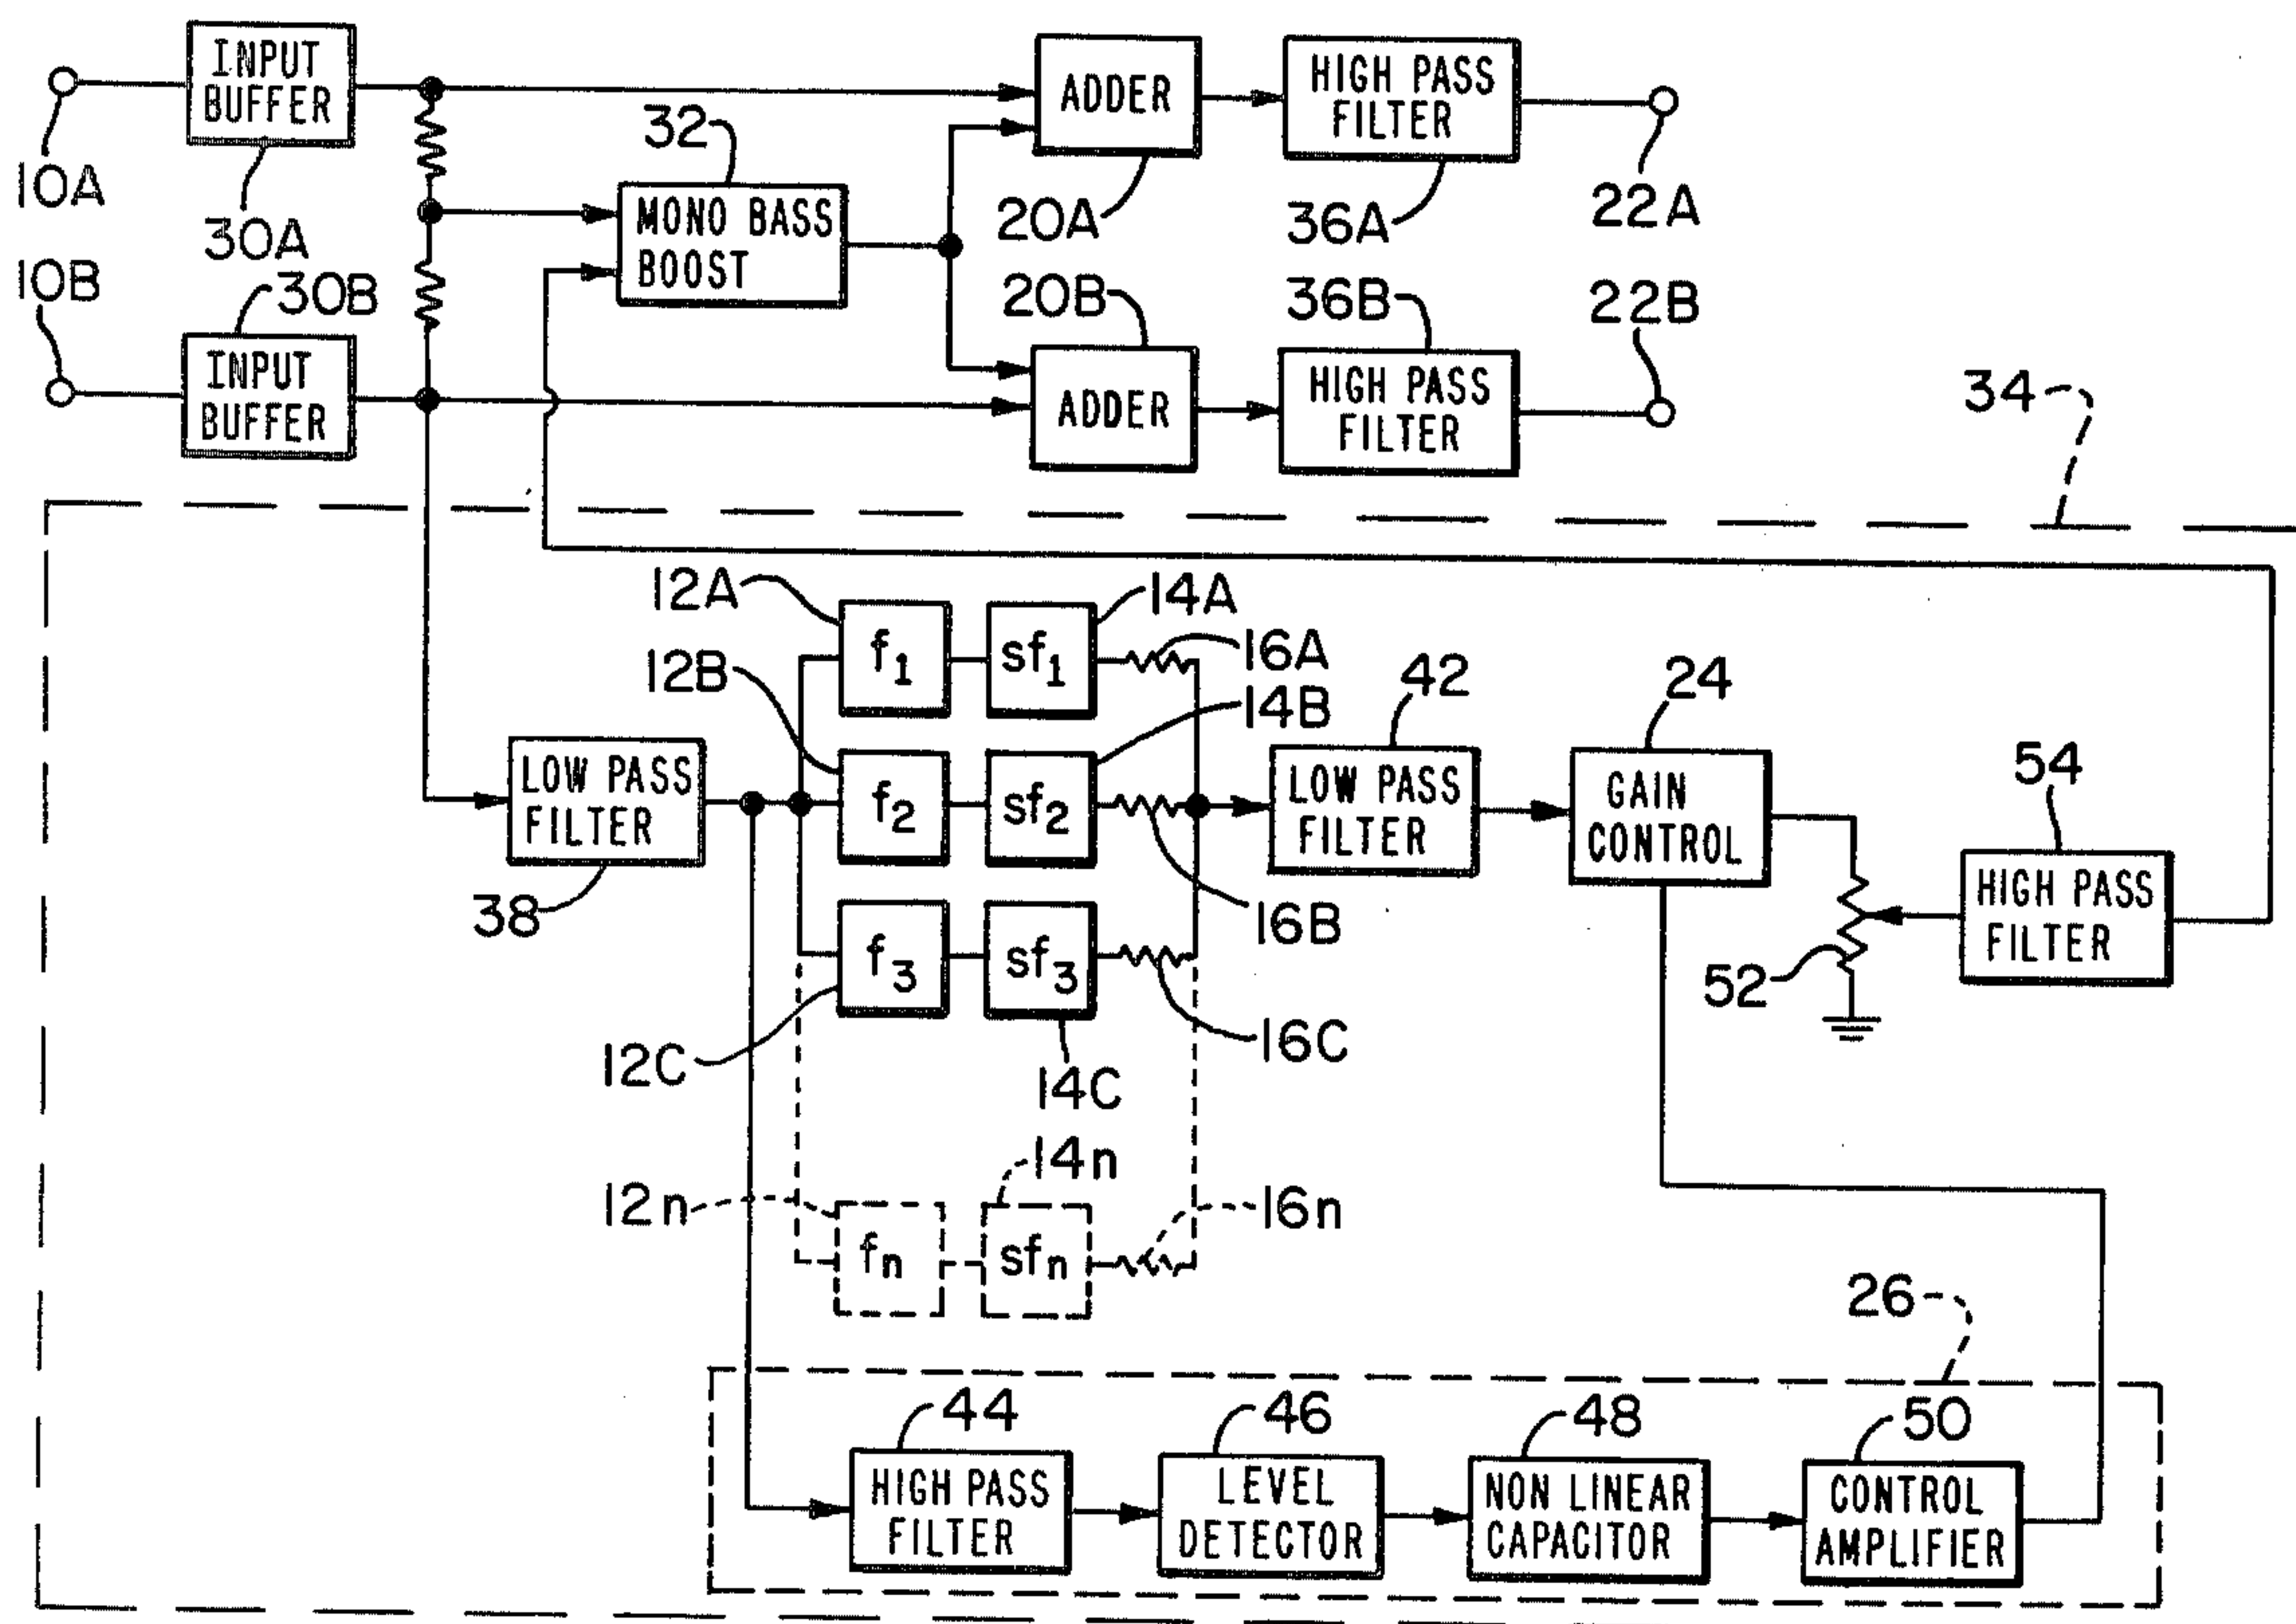 INPUT
BUFFER
10A
30A
32
MONO BASS
BOOST
ADDER
20A
HIGH PASS
FILTER
36A
22A
10B
30B
INPUT
BUFFER
20B
ADDER
36B
HIGH PASS
FILTER
22B
34
12A
f1
sf1
14A
16A
12B
f2
sf2
14B
16B
LOW PASS
FILTER
38
12C
f3
sf3
14C
16C
42
LOW PASS
FILTER
24
GAIN
CONTROL
52
54
HIGH PASS
FILTER
12n
fn
14n
sfn
16n
26
44
HIGH PASS
FILTER
46
LEVEL
DETECTOR
48
NON LINEAR
CAPACITOR
50
CONTROL
AMPLIFIER